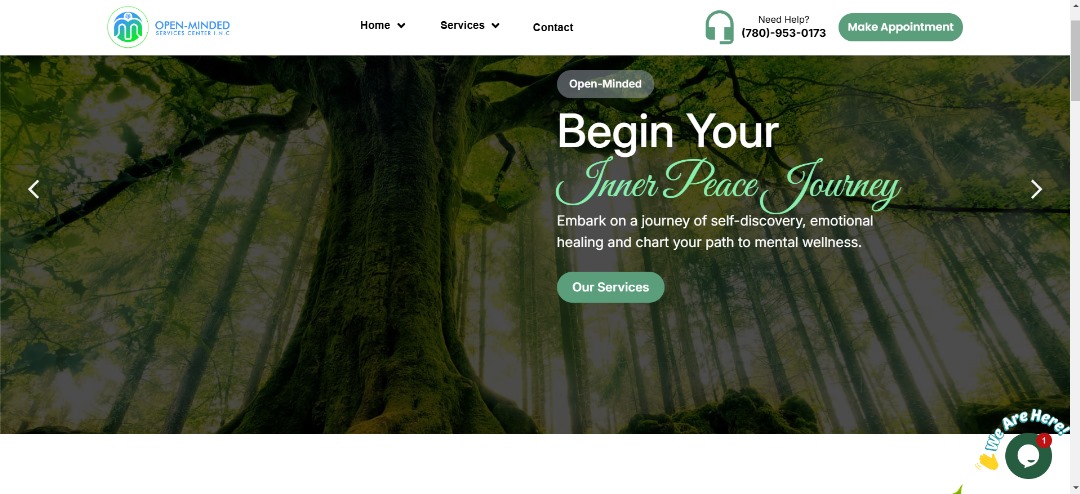 OPEN-MINDED
SERVICES CENTER INC
Home
Services
Contact
Need Help?
(780)-953-0173
Make Appointment
Open-Minded
Begin Your
Inner Peace Journey
Embark on a journey of self-discovery, emotional
healing and chart your path to mental wellness.
Our Services
We Are Here!
1